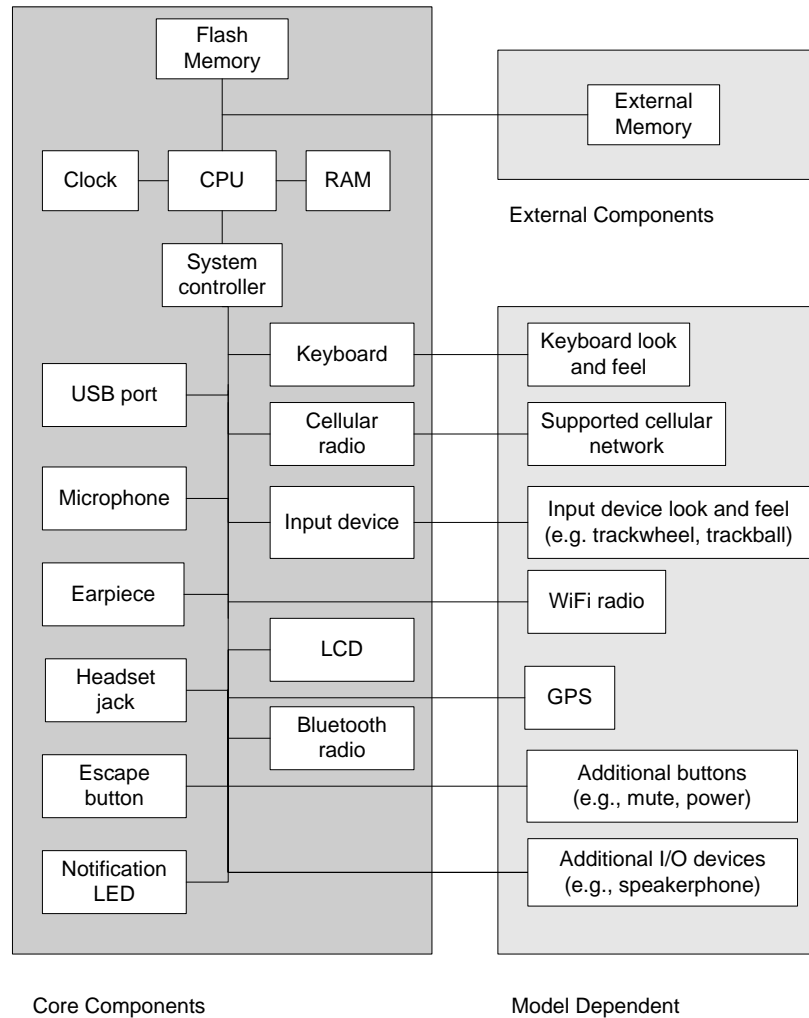 Flash
Memory
External
Memory
Clock
CPU
RAM
External Components
System
controller
Keyboard
Keyboard look
and feel
USB port
Cellular
radio
Supported cellular
network
Microphone
Input device
Input device look and feel
(e.g. trackwheel, trackball)
Earpiece
WiFi radio
LCD
Headset
jack
GPS
Bluetooth
radio
Escape
button
Additional buttons
(e.g., mute, power)
Notification
LED
Additional I/O devices
(e.g., speakerphone)
Core Components
Model Dependent